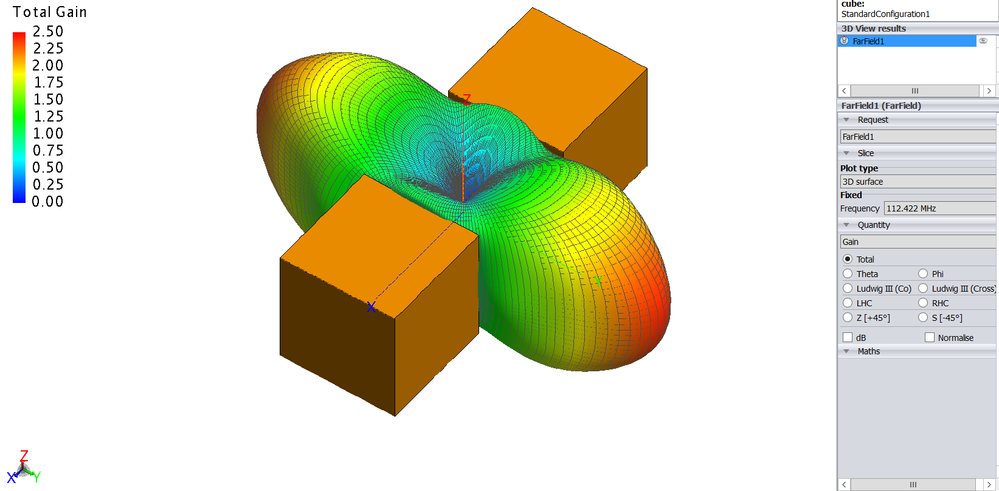 Total Gain
2.50
2.25
2.00
1.75
1.50
1.25
1.00
0.75
0.50
0.25
0.00
Z
X
Y
Z
X
Y
cube:
StandardConfiguration1
3D View results
FarField1
FarField1 (FarField)
Request
FarField1
Slice
Plot type
3D surface
Fixed
Frequency 112.422 MHz
Quantity
Gain
Total
Theta Phi
Ludwig III (Co) Ludwig III (Cross)
LHC RHC
Z [+45°] S [-45°]
dB Normalise
Maths